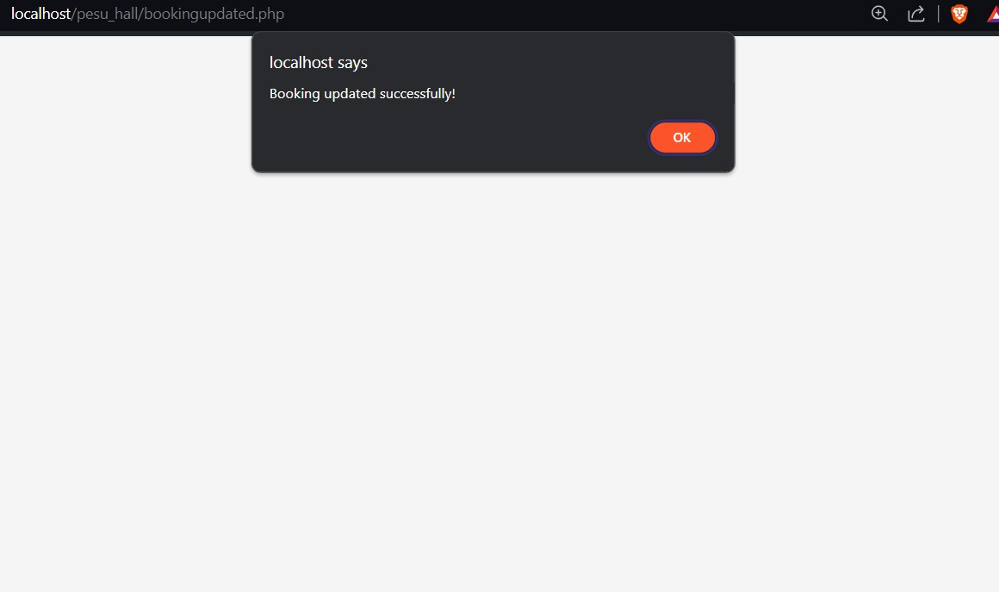 localhost/pesu_hall/bookingupdated.php
localhost says
Booking updated successfully!
OK